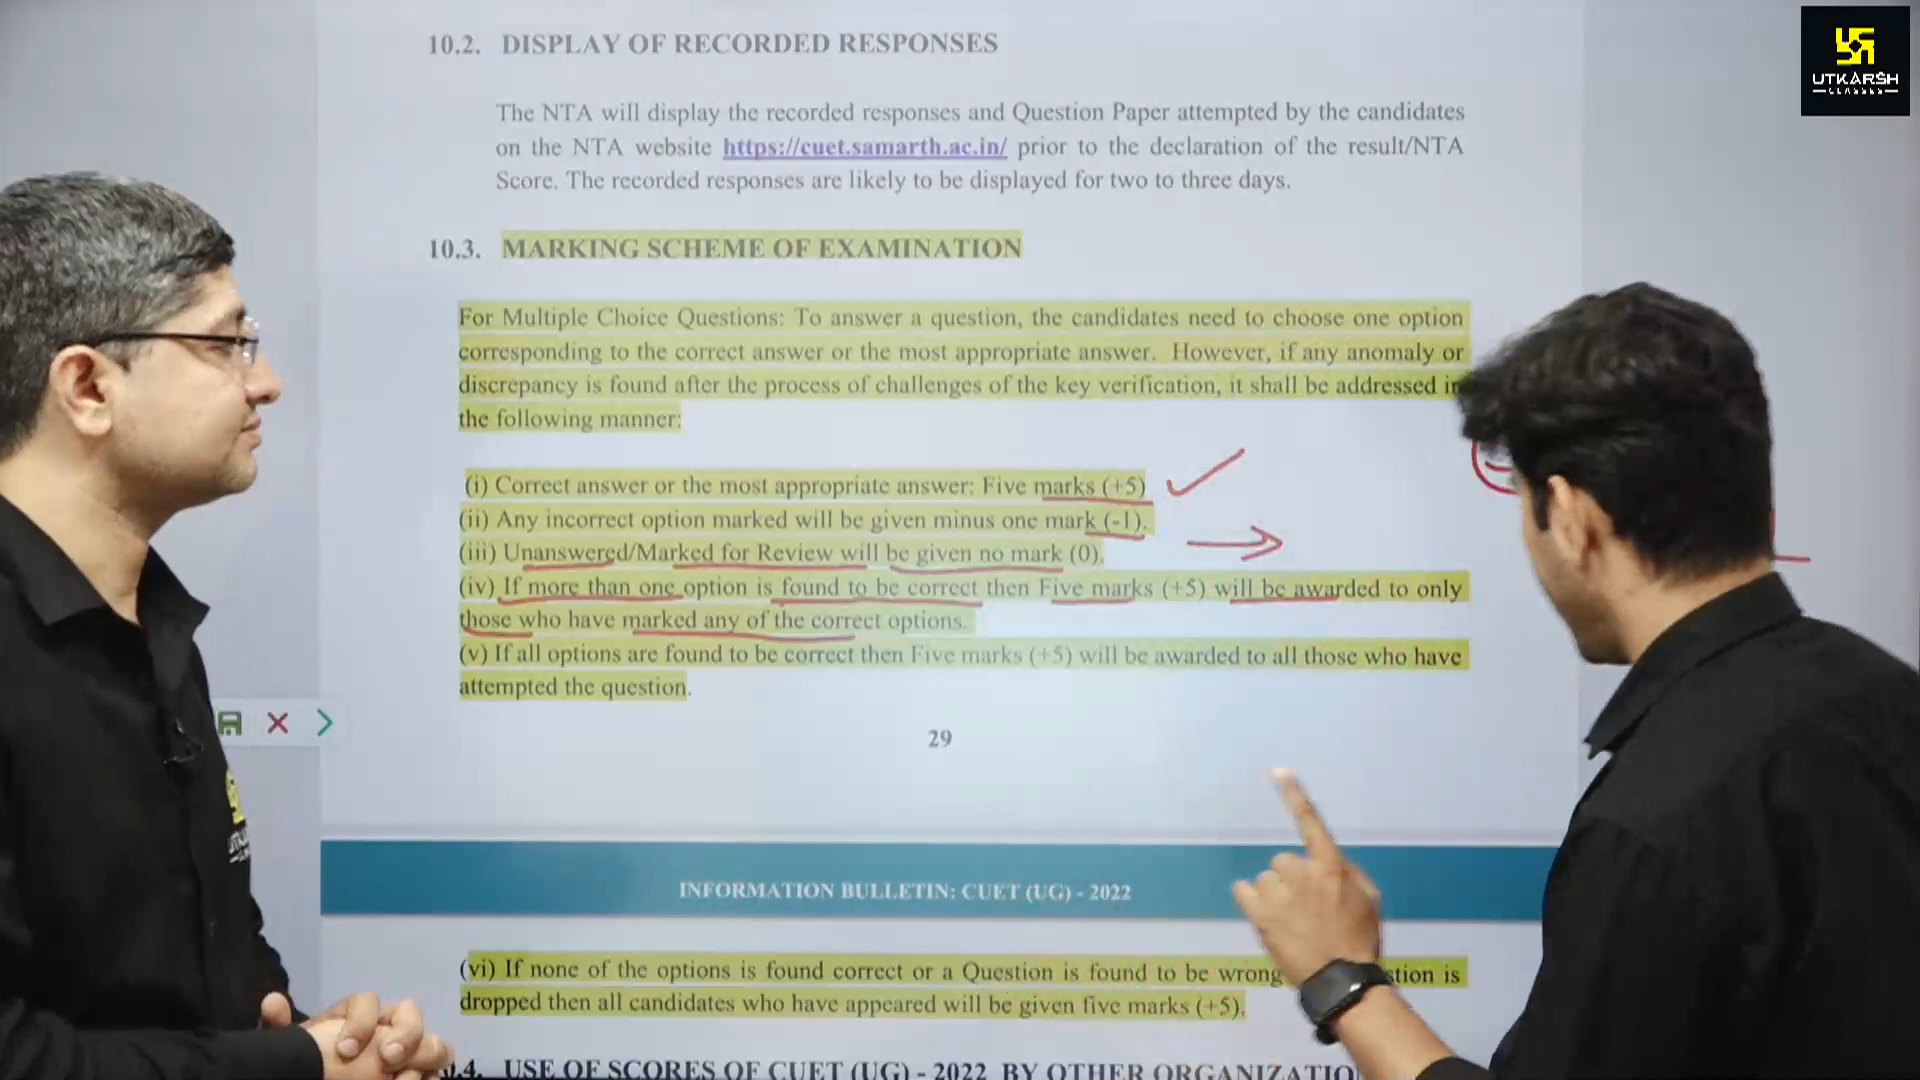 10.2. DISPLAY OF RECORDED RESPONSES
UTKARSH
CLASSES
The NTA will display the recorded responses and Question Paper attempted by the candidates
on the NTA website https://cuet.samarth.ac.in/ prior to the declaration of the result/NTA
Score. The recorded responses are likely to be displayed for two to three days.
10.3. MARKING SCHEME OF EXAMINATION
For Multiple Choice Questions: To answer a question, the candidates need to choose one option
corresponding to the correct answer or the most appropriate answer. However, if any anomaly or
discrepancy is found after the process of challenges of the key verification, it shall be addressed in
the following manner:
(i) Correct answer or the most appropriate answer: Five marks (+5)
(ii) Any incorrect option marked will be given minus one mark (-1).
(iii) Unanswered/Marked for Review will be given no mark (0).
(iv) If more than one option is found to be correct then Five marks (+5) will be awarded to only
those who have marked any of the correct options.
(v) If all options are found to be correct then Five marks (+5) will be awarded to all those who have
attempted the question.
29
INFORMATION BULLETIN: CUET (UG) - 2022
(vi) If none of the options is found correct or a Question is found to be wrong stion is
dropped then all candidates who have appeared will be given five marks (+5).
.4. USE OF SCORES OF CUET (UG) - 2022 BY OTHER ORGANIZATIO